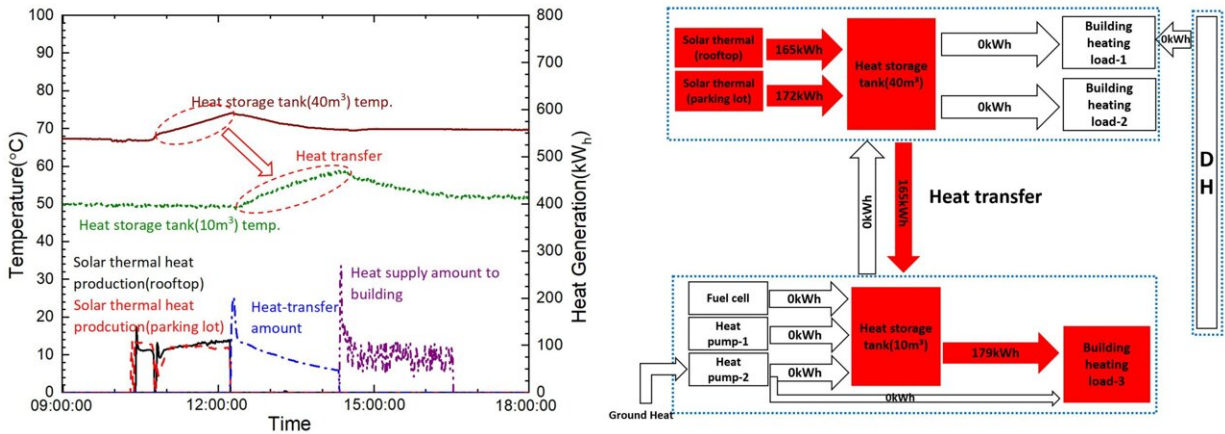 100
90
80
70
60
50
40
30
20
10
0
Temperature(°C)
800
700
600
500
400
300
200
100
0
Heat Generation(kWh)
09:00:00
12:00:00
15:00:00
18:00:00
Time
Heat storage tank(40m³) temp.
Heat transfer
Heat storage tank(10m³) temp.
Solar thermal heat
production(rooftop)
Solar thermal heat
prodcution(parking lot)
Heat-transfer
amount
Heat supply amount to
building
Solar thermal
(rooftop)
165kWh
Solar thermal
(parking lot)
172kWh
Heat storage
tank(40m³)
0kWh
Building
heating
load-1
0kWh
0kWh
Building
heating
load-2
DH
0kWh
165kWh
Heat transfer
Fuel cell
0kWh
Heat
pump-1
0kWh
Heat
pump-2
0kWh
Heat storage
tank(10m³)
179kWh
Building
heating
load-3
0kWh
Ground Heat